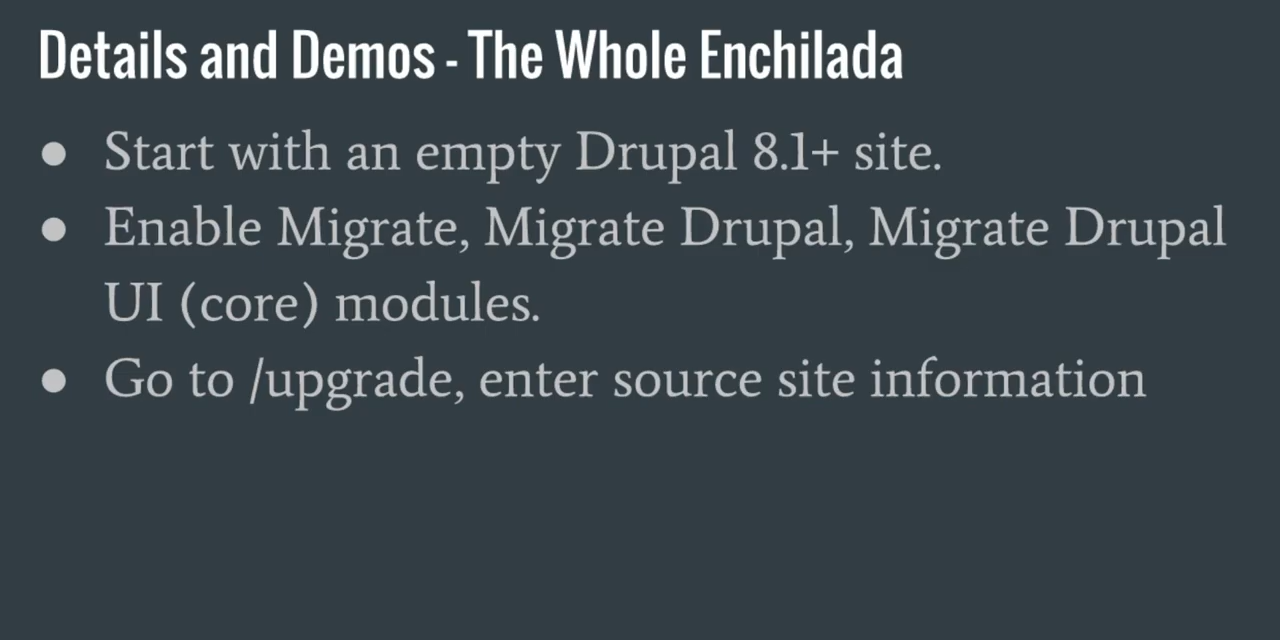 Details and Demos - The Whole Enchilada
● Start with an empty Drupal 8.1+ site.
● Enable Migrate, Migrate Drupal, Migrate Drupal
UI (core) modules.
● Go to /upgrade, enter source site information